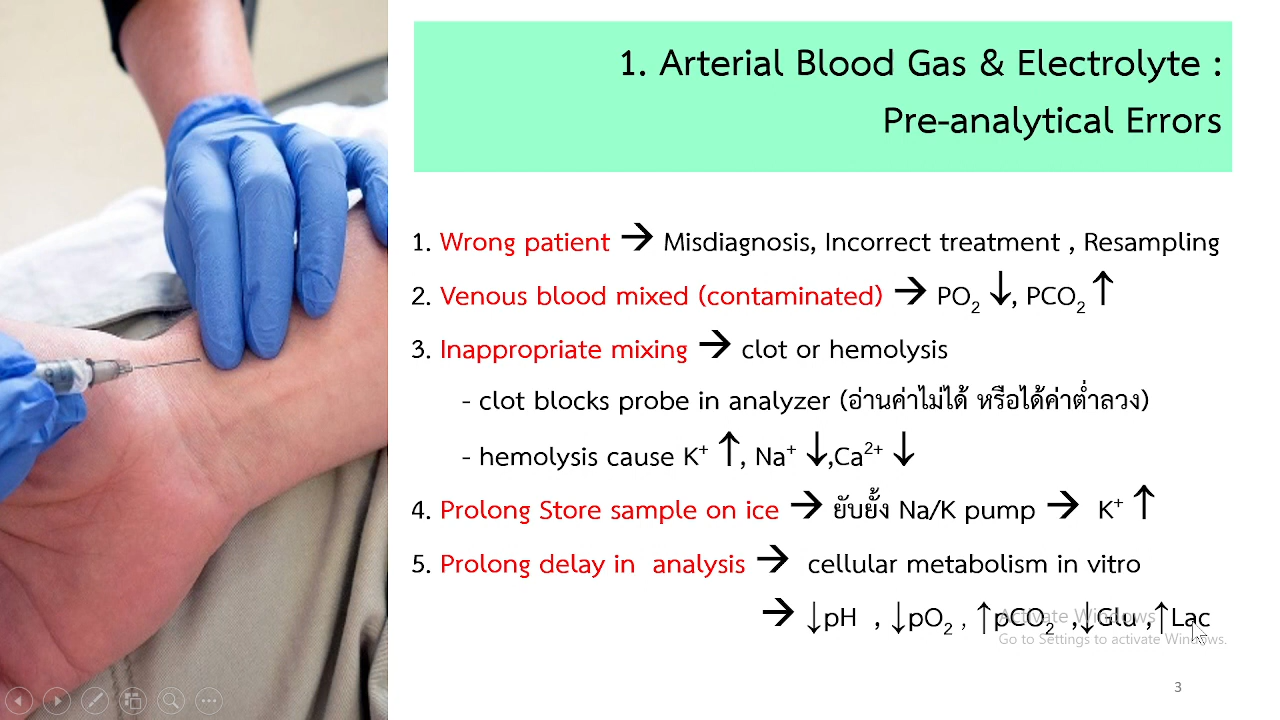 1. Arterial Blood Gas & Electrolyte :
Pre-analytical Errors
1. Wrong patient → Misdiagnosis, Incorrect treatment , Resampling
2. Venous blood mixed (contaminated) → PO2 ↓, PCO2 ↑
3. Inappropriate mixing → clot or hemolysis
- clot blocks probe in analyzer (อ่านค่าไม่ได้ หรือได้ค่าต่ำลวง)
- hemolysis cause K+ ↑, Na+ ↓,Ca2+ ↓
4. Prolong Store sample on ice → ยับยั้ง Na/K pump → K+ ↑
5. Prolong delay in analysis → cellular metabolism in vitro
→ ↓pH , ↓pO2 , ↑pCO2 ,↓Glu ,↑Lac
Activate Windows
Go to Settings to activate Windows.
3